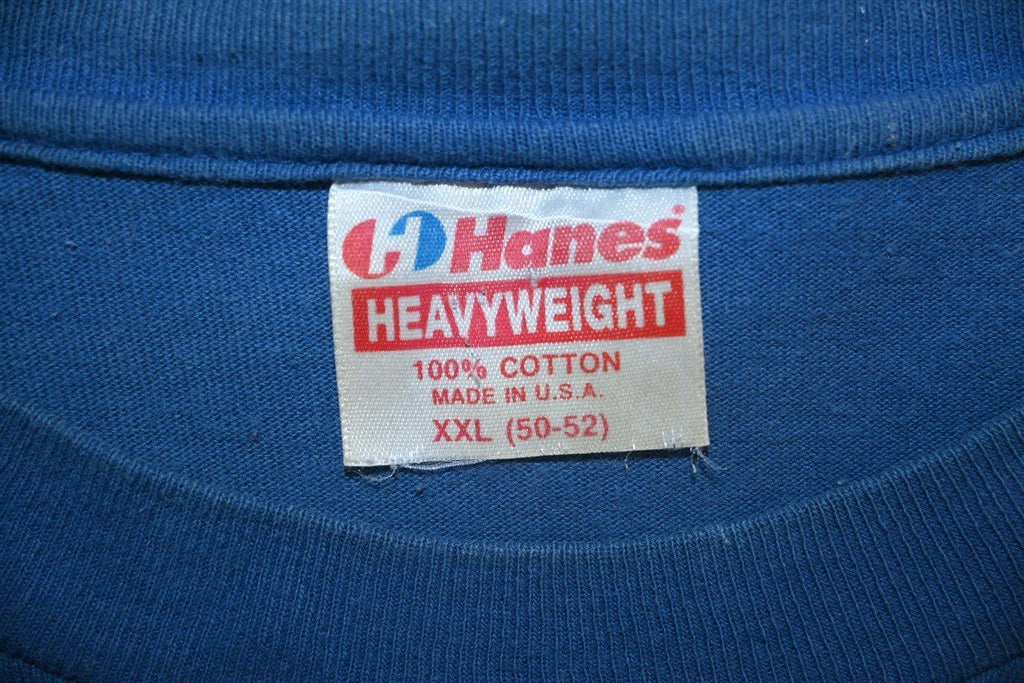 H Hanes®
HEAVYWEIGHT
100% COTTON
MADE IN U.S.A.
XXL (50-52)